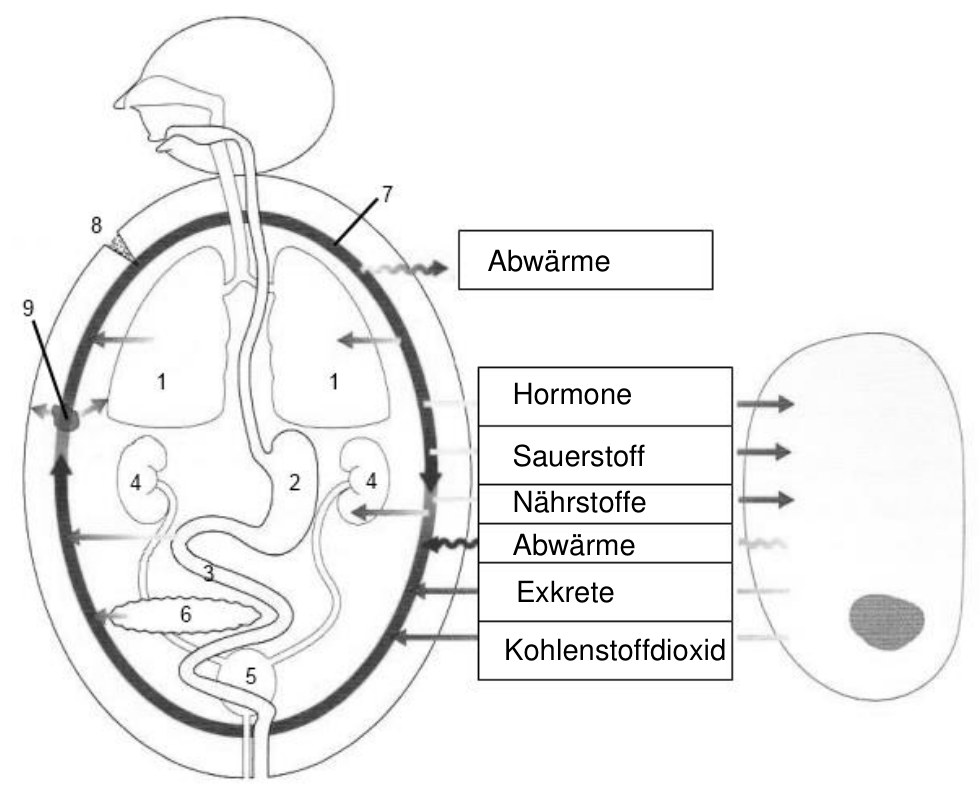 7
8
Abwärme
9
1
1
Hormone
Sauerstoff
4
2
4
Nährstoffe
Abwärme
3
Exkrete
6
Kohlenstoffdioxid
5